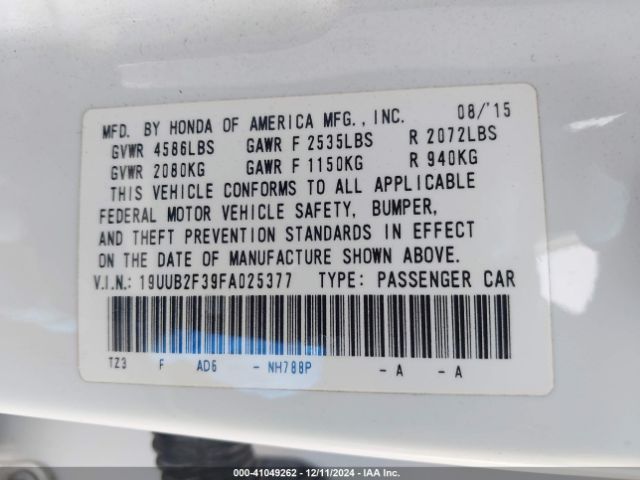 MFD. BY HONDA OF AMERICA MFG., INC. 08/'15
GVWR 4586LBS GAWR F 2535LBS R 2072LBS
GVWR 2080KG GAWR F 1150KG R 940KG
THIS VEHICLE CONFORMS TO ALL APPLICABLE
FEDERAL MOTOR VEHICLE SAFETY, BUMPER,
AND THEFT PREVENTION STANDARDS IN EFFECT
ON THE DATE OF MANUFACTURE SHOWN ABOVE.
V.I.N.: 19UUB2F39FA025377 TYPE: PASSENGER CAR
TZ3 F AD6 - NH788P - A - A
000-41049262 - 12/11/2024 - IAA Inc.